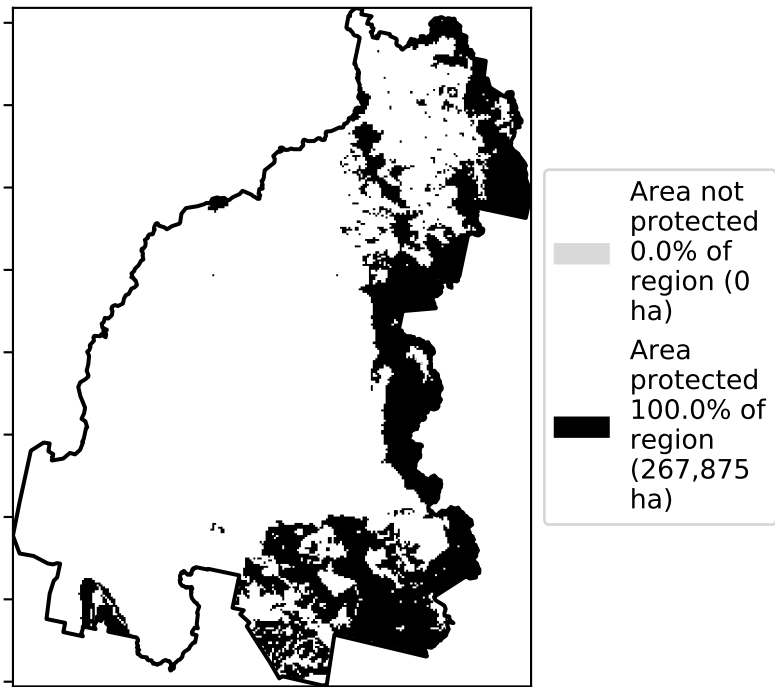 Area not
protected
0.0% of
region (0
ha)
Area
protected
100.0% of
region
(267,875
ha)